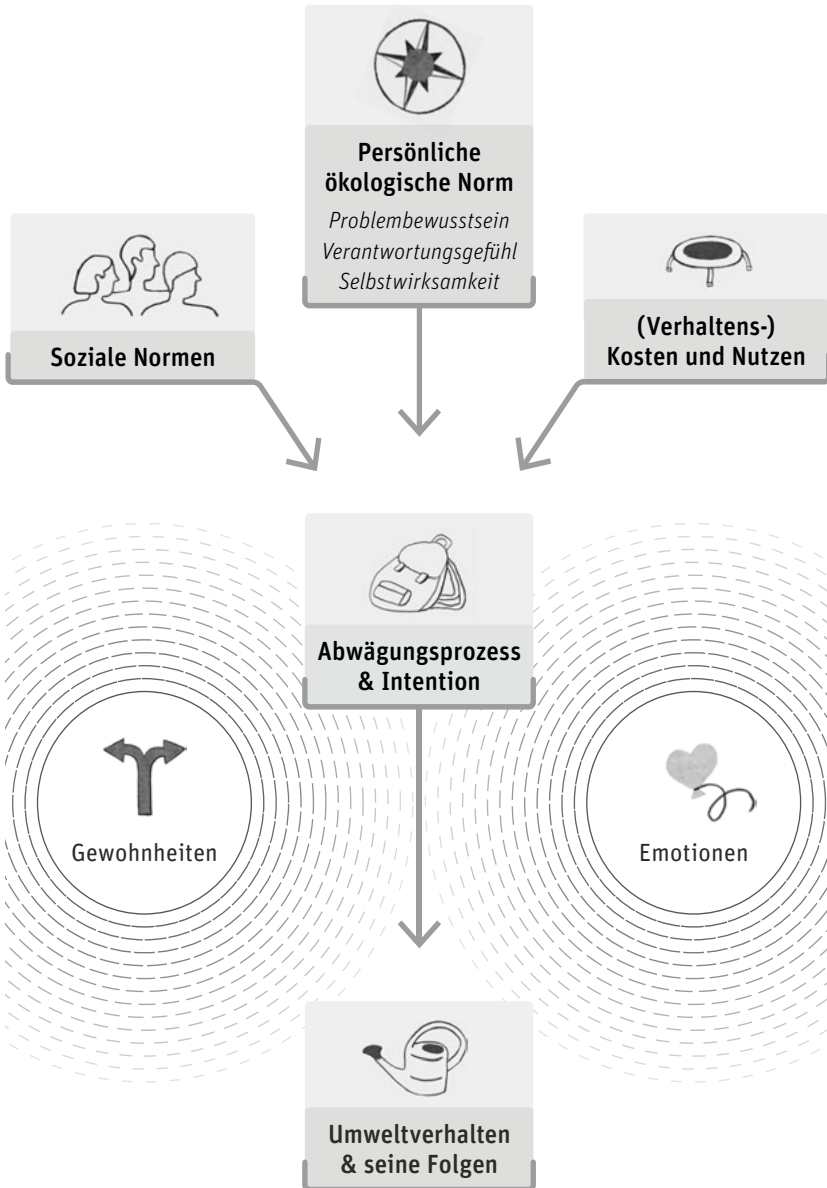 Persönliche
ökologische Norm
Problembewusstsein
Verantwortungsgefühl
Selbstwirksamkeit
Soziale Normen
(Verhaltens-)
Kosten und Nutzen
Abwägungsprozess
& Intention
Gewohnheiten
Emotionen
Umweltverhalten
& seine Folgen